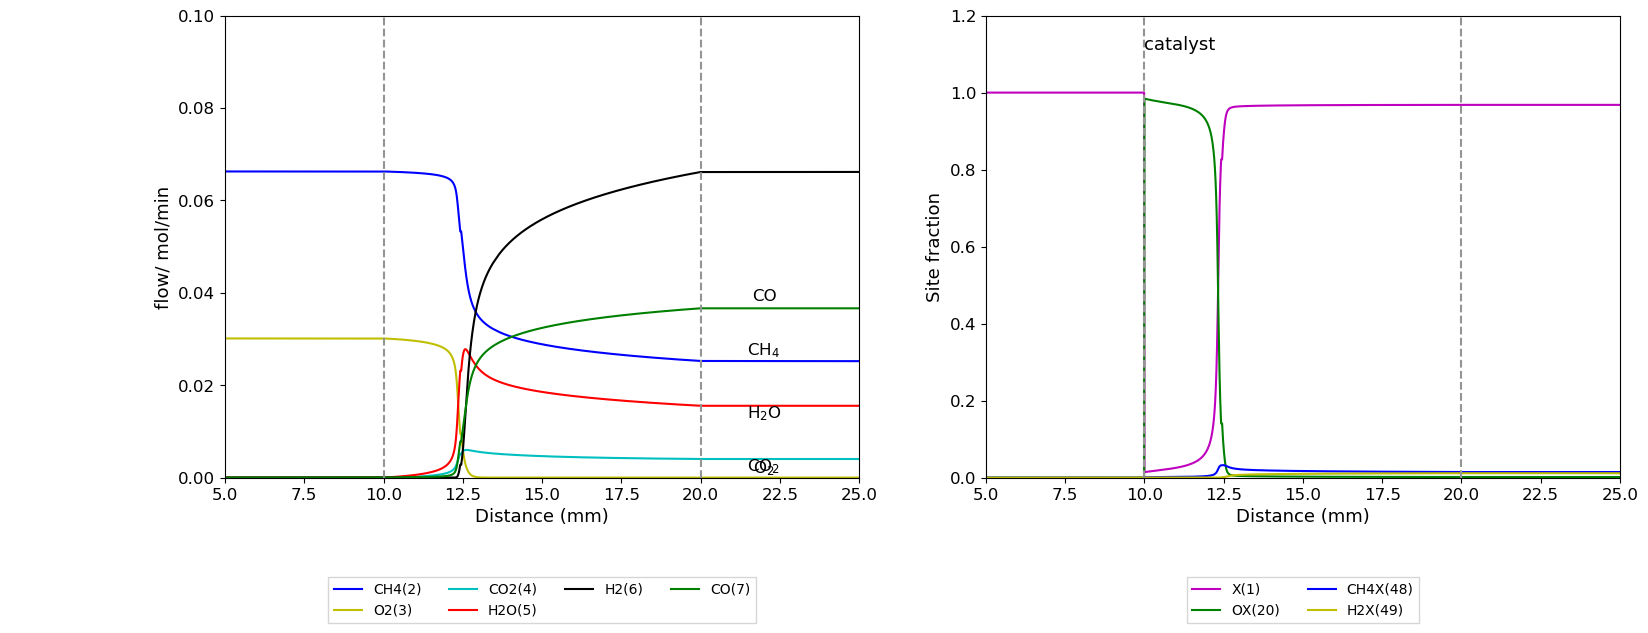 0.10
0.08
0.06
0.04
0.02
0.00
flow/ mol/min
CO
CH4
H2O
CO2
O2
5.0 7.5 10.0 12.5 15.0 17.5 20.0 22.5 25.0
Distance (mm)
CH4(2) CO2(4) H2(6) CO(7)
O2(3) H2O(5)
1.2
1.0
0.8
0.6
0.4
0.2
0.0
Site fraction
catalyst
5.0 7.5 10.0 12.5 15.0 17.5 20.0 22.5 25.0
Distance (mm)
X(1) CH4X(48)
OX(20) H2X(49)